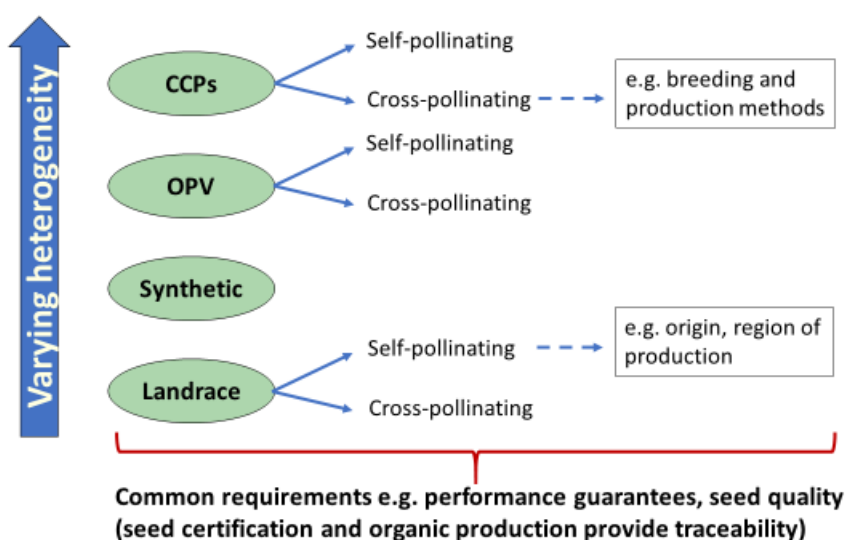 Varying heterogeneity
CCPs
Self-pollinating
Cross-pollinating
e.g. breeding and
production methods
OPV
Self-pollinating
Cross-pollinating
Synthetic
Landrace
Self-pollinating
Cross-pollinating
e.g. origin, region of
production
Common requirements e.g. performance guarantees, seed quality
(seed certification and organic production provide traceability)